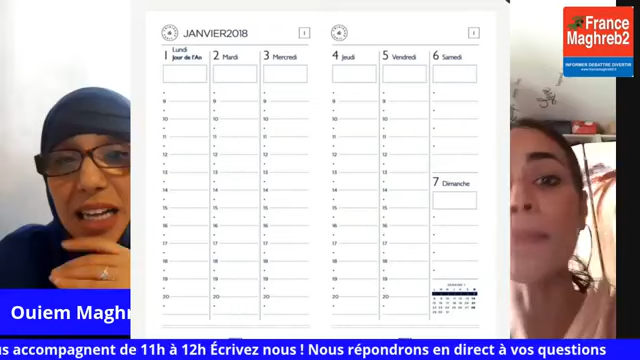 JANVIER2018
1
1
1 Lundi
Jour de l'An
2 Mardi
3 Mercredi
4 Jeudi
5 Vendredi
6 Samedi
9
10
11
12
13
14
15
16
17
18
19
20
7 Dimanche
France
Maghreb2
INFORMER DEBATTRE DIVERTIR
Ouiem Magh
us accompagnent de 11h à 12h Écrivez nous ! Nous répondrons en direct à vos questions